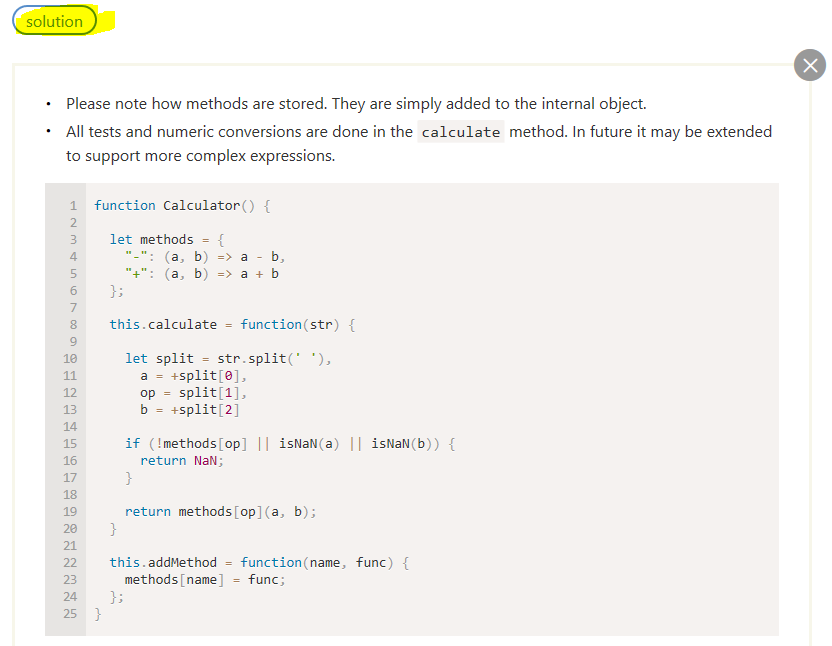 solution
• Please note how methods are stored. They are simply added to the internal object.
• All tests and numeric conversions are done in the calculate method. In future it may be extended
to support more complex expressions.
1 function Calculator() {
2
3   let methods = {
4     "-": (a, b) => a - b,
5     "+": (a, b) => a + b
6   };
7
8   this.calculate = function(str) {
9
10     let split = str.split(' '),
11       a = +split[0],
12       op = split[1],
13       b = +split[2]
14
15     if (!methods[op] || isNaN(a) || isNaN(b)) {
16       return NaN;
17     }
18
19     return methods[op](a, b);
20   }
21
22   this.addMethod = function(name, func) {
23     methods[name] = func;
24   };
25 }